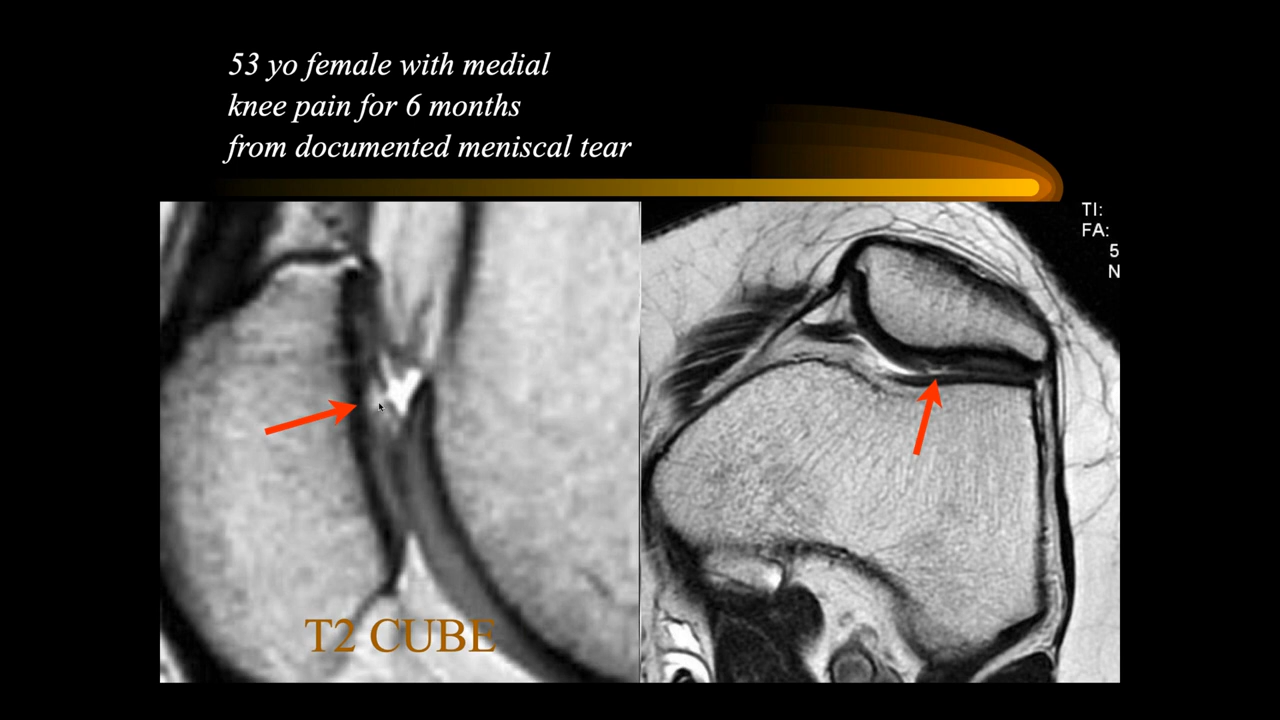 53 yo female with medial
knee pain for 6 months
from documented meniscal tear
TI:
FA:
5
N
T2 CUBE